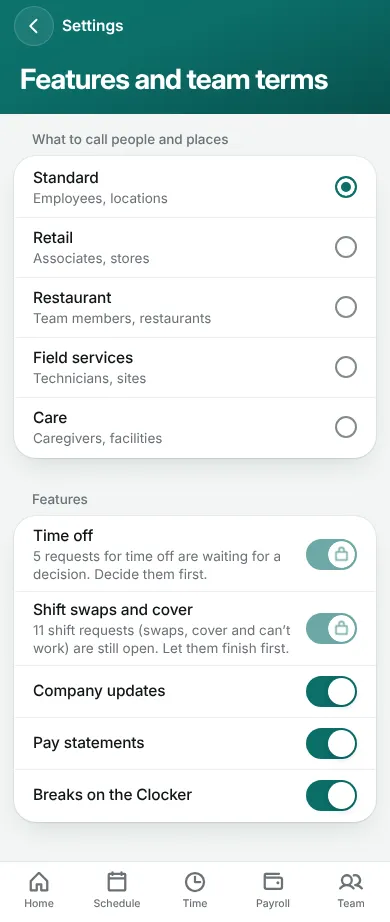 Settings
Features and team terms
What to call people and places
Standard
Employees, locations
Retail
Associates, stores
Restaurant
Team members, restaurants
Field services
Technicians, sites
Care
Caregivers, facilities
Features
Time off
5 requests for time off are waiting for a
decision. Decide them first.
Shift swaps and cover
11 shift requests (swaps, cover and can’t
work) are still open. Let them finish first.
Company updates
Pay statements
Breaks on the Clocker
Home
Schedule
Time
Payroll
Team